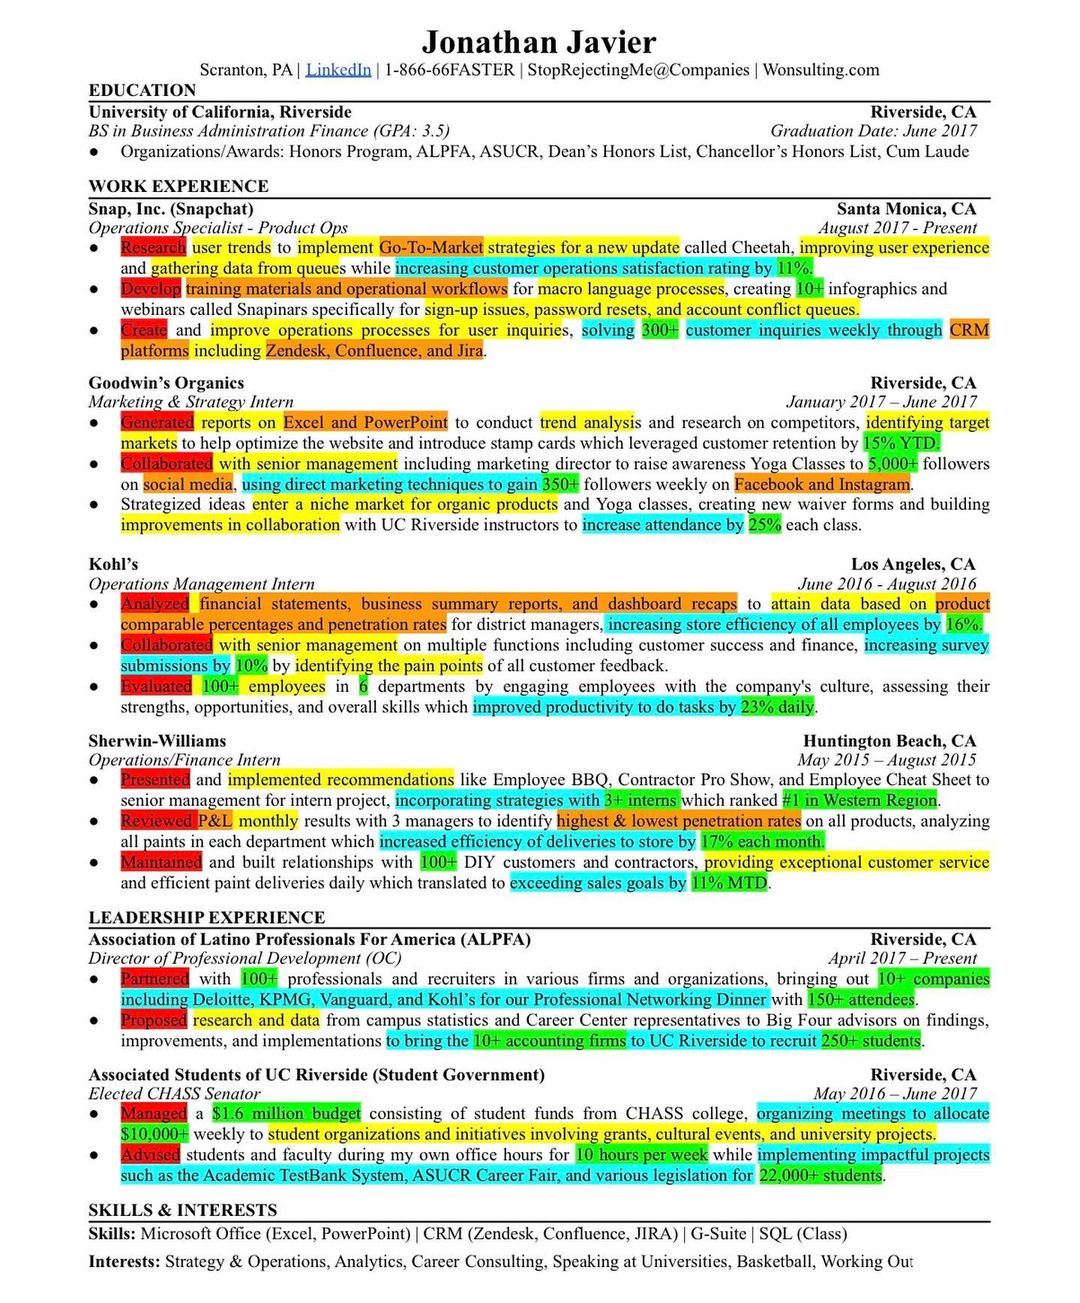 Jonathan Javier
Scranton, PA | LinkedIn | 1-866-66FASTER | StopRejectingMe@Companies | Wonsulting.com
EDUCATION
University of California, Riverside Riverside, CA
BS in Business Administration Finance (GPA: 3.5) Graduation Date: June 2017
● Organizations/Awards: Honors Program, ALPFA, ASUCR, Dean's Honors List, Chancellor's Honors List, Cum Laude
WORK EXPERIENCE
Snap, Inc. (Snapchat) Santa Monica, CA
Operations Specialist - Product Ops August 2017 - Present
● Research user trends to implement Go-To-Market strategies for a new update called Cheetah, improving user experience
and gathering data from queues while increasing customer operations satisfaction rating by 11%.
● Develop training materials and operational workflows for macro language processes, creating 10+ infographics and
webinars called Snapinars specifically for sign-up issues, password resets, and account conflict queues.
● Create and improve operations processes for user inquiries, solving 300+ customer inquiries weekly through CRM
platforms including Zendesk, Confluence, and Jira.
Goodwin's Organics Riverside, CA
Marketing & Strategy Intern January 2017 – June 2017
● Generated reports on Excel and PowerPoint to conduct trend analysis and research on competitors, identifying target
markets to help optimize the website and introduce stamp cards which leveraged customer retention by 15% YTD.
● Collaborated with senior management including marketing director to raise awareness Yoga Classes to 5,000+ followers
on social media, using direct marketing techniques to gain 350+ followers weekly on Facebook and Instagram.
● Strategized ideas enter a niche market for organic products and Yoga classes, creating new waiver forms and building
improvements in collaboration with UC Riverside instructors to increase attendance by 25% each class.
Kohl's Los Angeles, CA
Operations Management Intern June 2016 - August 2016
● Analyzed financial statements, business summary reports, and dashboard recaps to attain data based on product
comparable percentages and penetration rates for district managers, increasing store efficiency of all employees by 16%.
● Collaborated with senior management on multiple functions including customer success and finance, increasing survey
submissions by 10% by identifying the pain points of all customer feedback.
● Evaluated 100+ employees in 6 departments by engaging employees with the company's culture, assessing their
strengths, opportunities, and overall skills which improved productivity to do tasks by 23% daily.
Sherwin-Williams Huntington Beach, CA
Operations/Finance Intern May 2015 – August 2015
● Presented and implemented recommendations like Employee BBQ, Contractor Pro Show, and Employee Cheat Sheet to
senior management for intern project, incorporating strategies with 3+ interns which ranked #1 in Western Region.
● Reviewed P&L monthly results with 3 managers to identify highest & lowest penetration rates on all products, analyzing
all paints in each department which increased efficiency of deliveries to store by 17% each month.
● Maintained and built relationships with 100+ DIY customers and contractors, providing exceptional customer service
and efficient paint deliveries daily which translated to exceeding sales goals by 11% MTD.
LEADERSHIP EXPERIENCE
Association of Latino Professionals For America (ALPFA) Riverside, CA
Director of Professional Development (OC) April 2017 – Present
● Partnered with 100+ professionals and recruiters in various firms and organizations, bringing out 10+ companies
including Deloitte, KPMG, Vanguard, and Kohl's for our Professional Networking Dinner with 150+ attendees.
● Proposed research and data from campus statistics and Career Center representatives to Big Four advisors on findings,
improvements, and implementations to bring the 10+ accounting firms to UC Riverside to recruit 250+ students.
Associated Students of UC Riverside (Student Government) Riverside, CA
Elected CHASS Senator May 2016 – June 2017
● Managed a $1.6 million budget consisting of student funds from CHASS college, organizing meetings to allocate
$10,000+ weekly to student organizations and initiatives involving grants, cultural events, and university projects.
● Advised students and faculty during my own office hours for 10 hours per week while implementing impactful projects
such as the Academic TestBank System, ASUCR Career Fair, and various legislation for 22,000+ students.
SKILLS & INTERESTS
Skills: Microsoft Office (Excel, PowerPoint) | CRM (Zendesk, Confluence, JIRA) | G-Suite | SQL (Class)
Interests: Strategy & Operations, Analytics, Career Consulting, Speaking at Universities, Basketball, Working Out